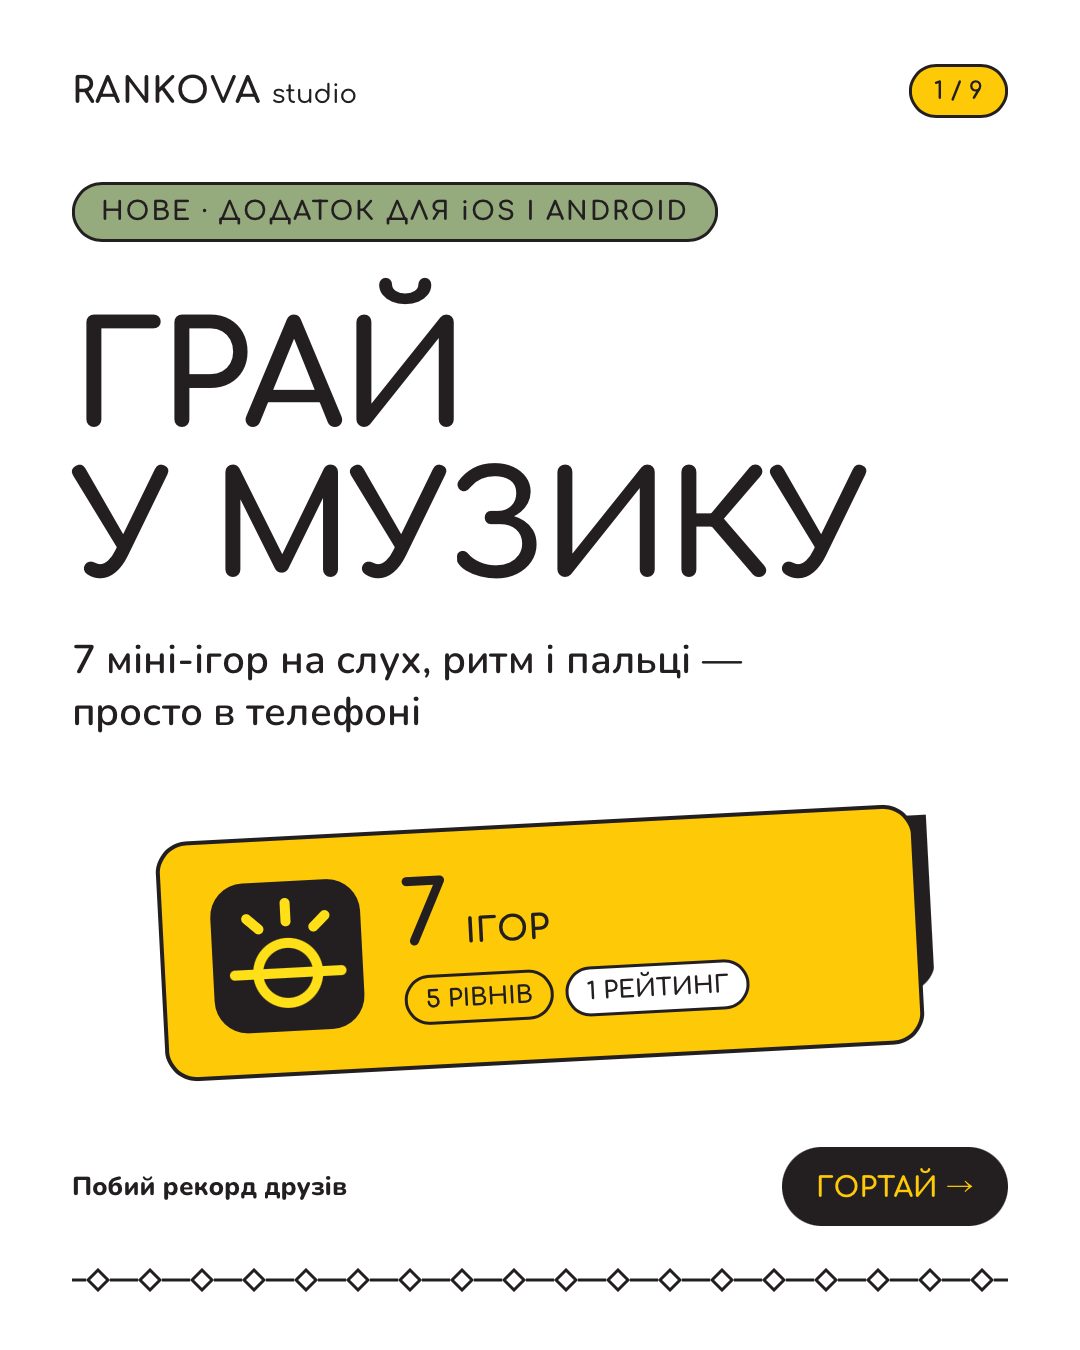 RANKOVA studio
1 / 9
НОВЕ · ДОДАТОК ДЛЯ iOS І ANDROID
ГРАЙ
У МУЗИКУ
7 міні-ігор на слух, ритм і пальці —
просто в телефоні
7 ІГОР
5 РІВНІВ
1 РЕЙТИНГ
Побий рекорд друзів
ГОРТАЙ →